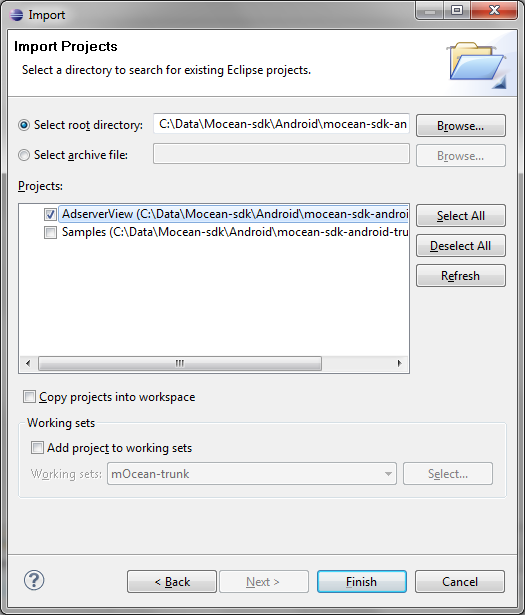 Import
Import Projects
Select a directory to search for existing Eclipse projects.
Select root directory: C:\Data\Mocean-sdk\Android\mocean-sdk-an Browse...
Select archive file: Browse...
Projects:
AdserverView (C:\Data\Mocean-sdk\Android\mocean-sdk-androi
Samples (C:\Data\Mocean-sdk\Android\mocean-sdk-android-tru
Select All
Deselect All
Refresh
Copy projects into workspace
Working sets
Add project to working sets
Working sets: mOcean-trunk Select...
?
< Back Next > Finish Cancel